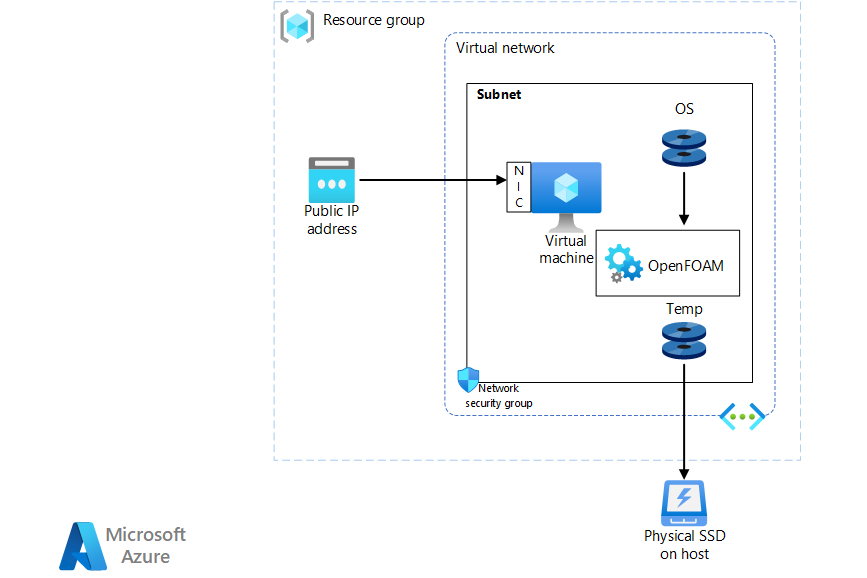 Resource group
Virtual network
Subnet
OS
N
I
C
Public IP
address
Virtual
machine
OpenFOAM
Temp
Network
security group
Physical SSD
on host
Microsoft
Azure